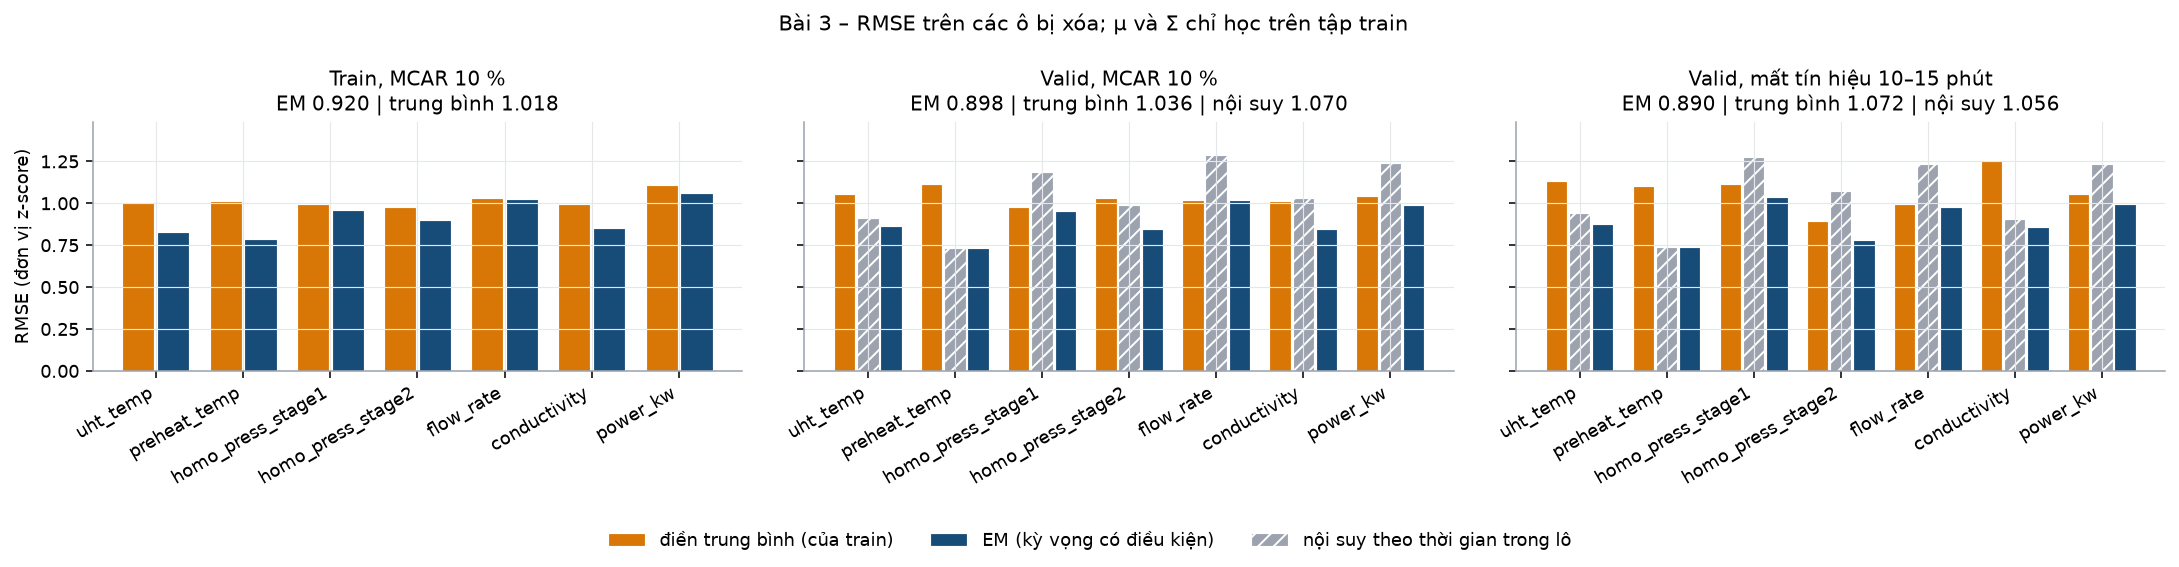 Bài 3 – RMSE trên các ô bị xóa; μ và Σ chỉ học trên tập train
Train, MCAR 10 %
EM 0.920 | trung bình 1.018
RMSE (đơn vị z-score)
1.25
1.00
0.75
0.50
0.25
0.00
uht_temp
preheat_temp
homo_press_stage1
homo_press_stage2
flow_rate
conductivity
power_kw
Valid, MCAR 10 %
EM 0.898 | trung bình 1.036 | nội suy 1.070
uht_temp
preheat_temp
homo_press_stage1
homo_press_stage2
flow_rate
conductivity
power_kw
Valid, mất tín hiệu 10–15 phút
EM 0.890 | trung bình 1.072 | nội suy 1.056
uht_temp
preheat_temp
homo_press_stage1
homo_press_stage2
flow_rate
conductivity
power_kw
điền trung bình (của train)
EM (kỳ vọng có điều kiện)
nội suy theo thời gian trong lô